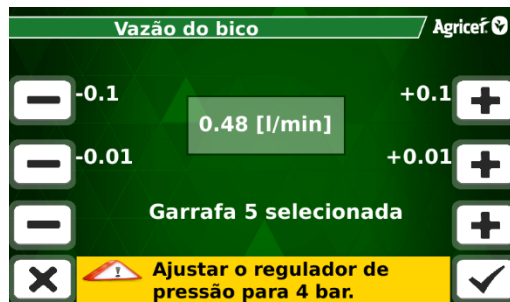 Vazão do bico
Agricef.
-0.1
+0.1
0.48 [l/min]
-0.01
+0.01
Garrafa 5 selecionada
Ajustar o regulador de
pressão para 4 bar.